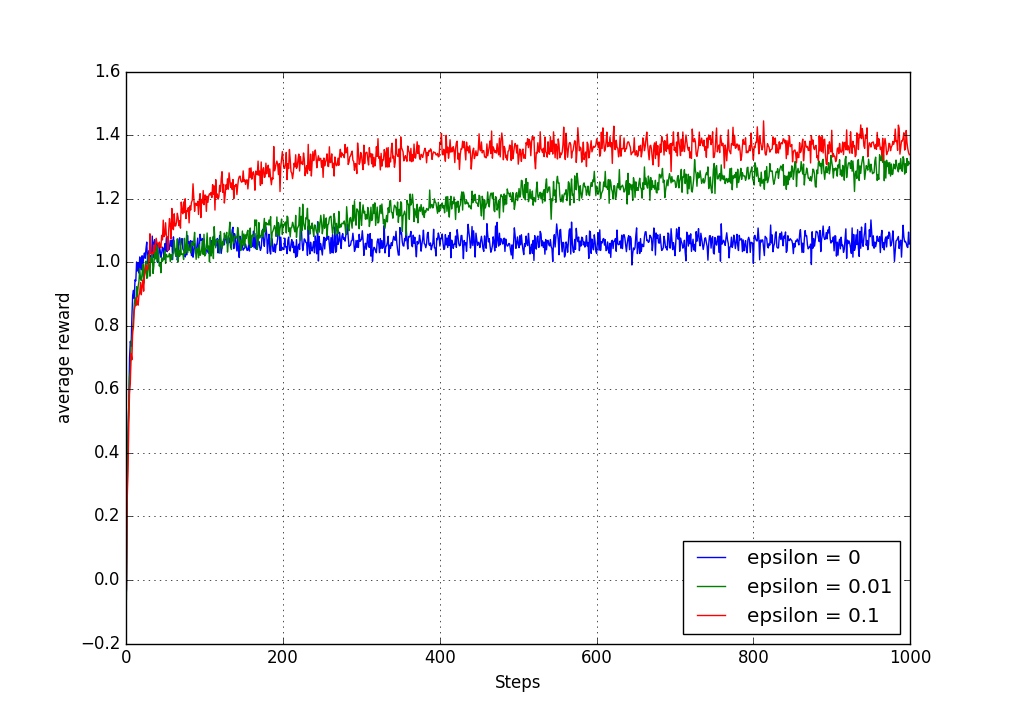 1.6
1.4
1.2
1.0
0.8
0.6
0.4
0.2
0.0
−0.2
average reward
0 200 400 600 800 1000
Steps
epsilon = 0
epsilon = 0.01
epsilon = 0.1